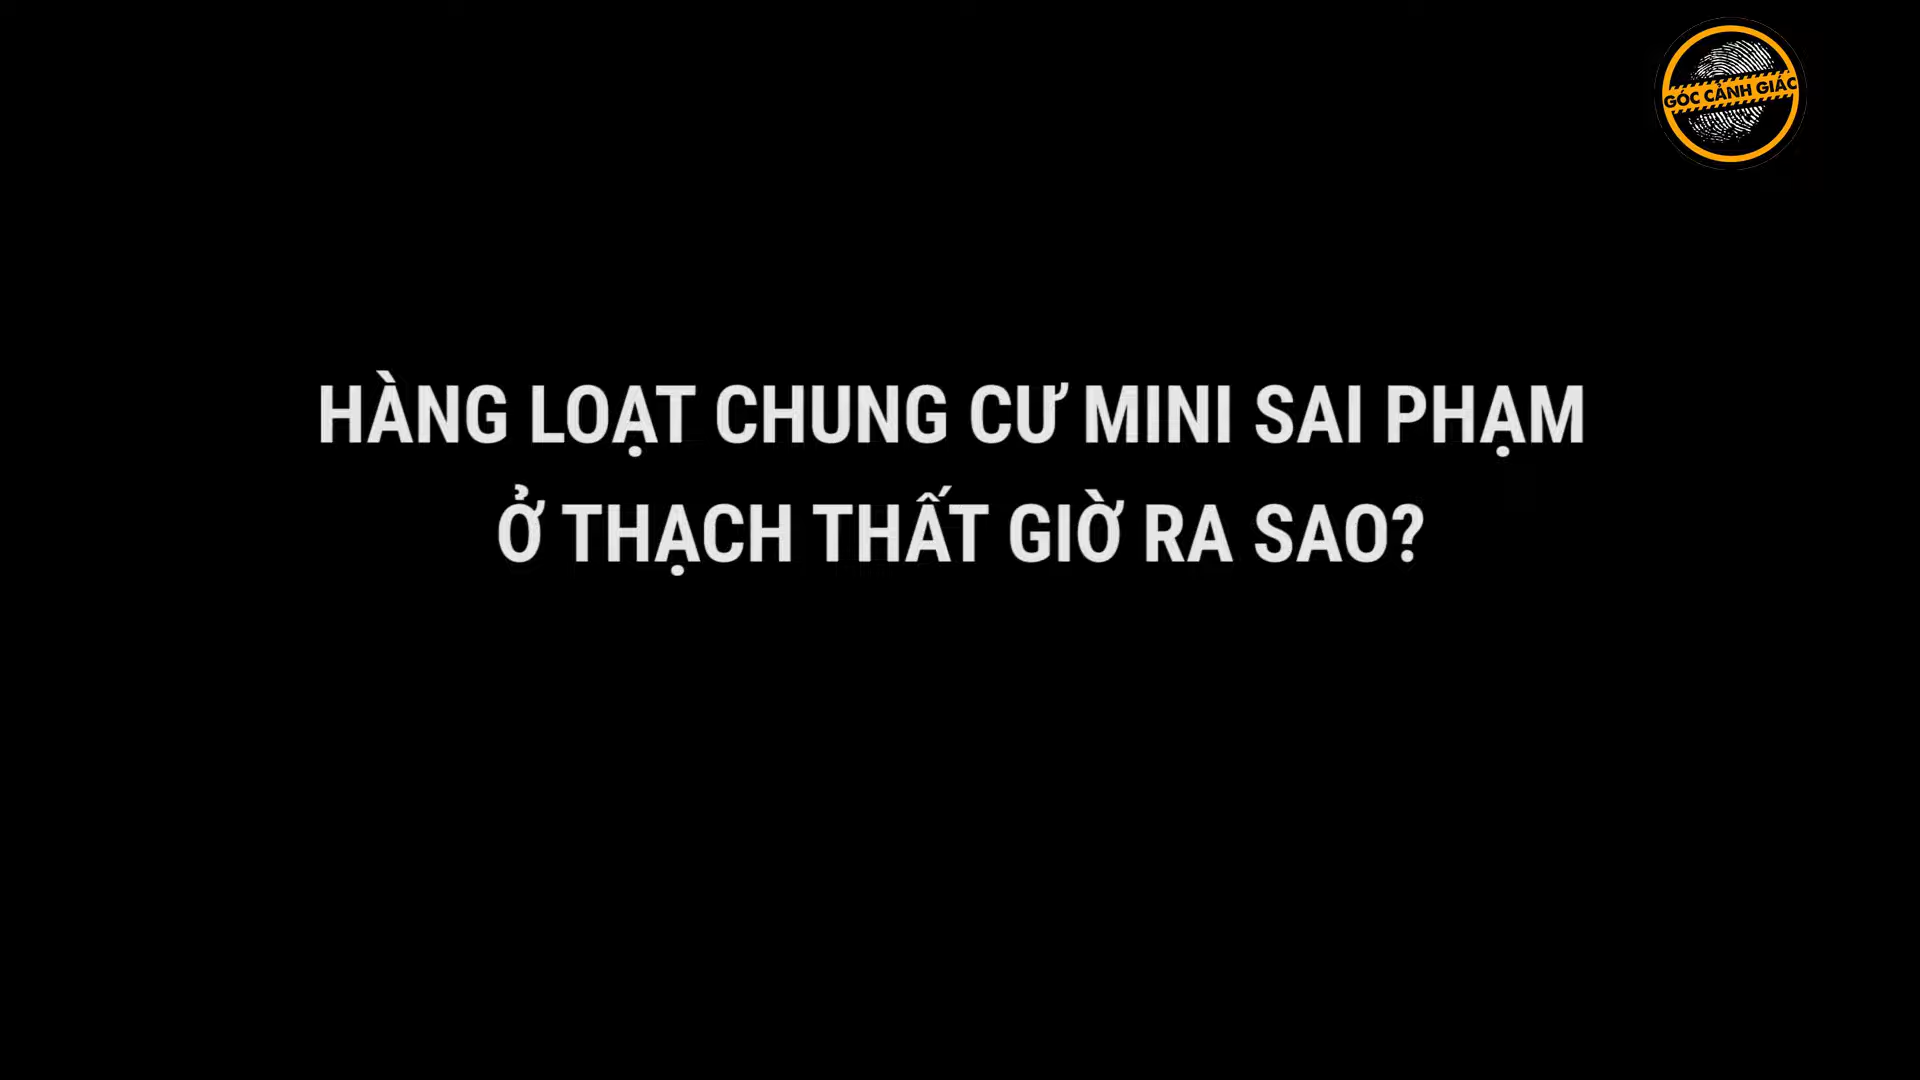 GÓC CẢNH GIÁC
HÀNG LOẠT CHUNG CƯ MINI SAI PHẠM
Ở THẠCH THẤT GIỜ RA SAO?